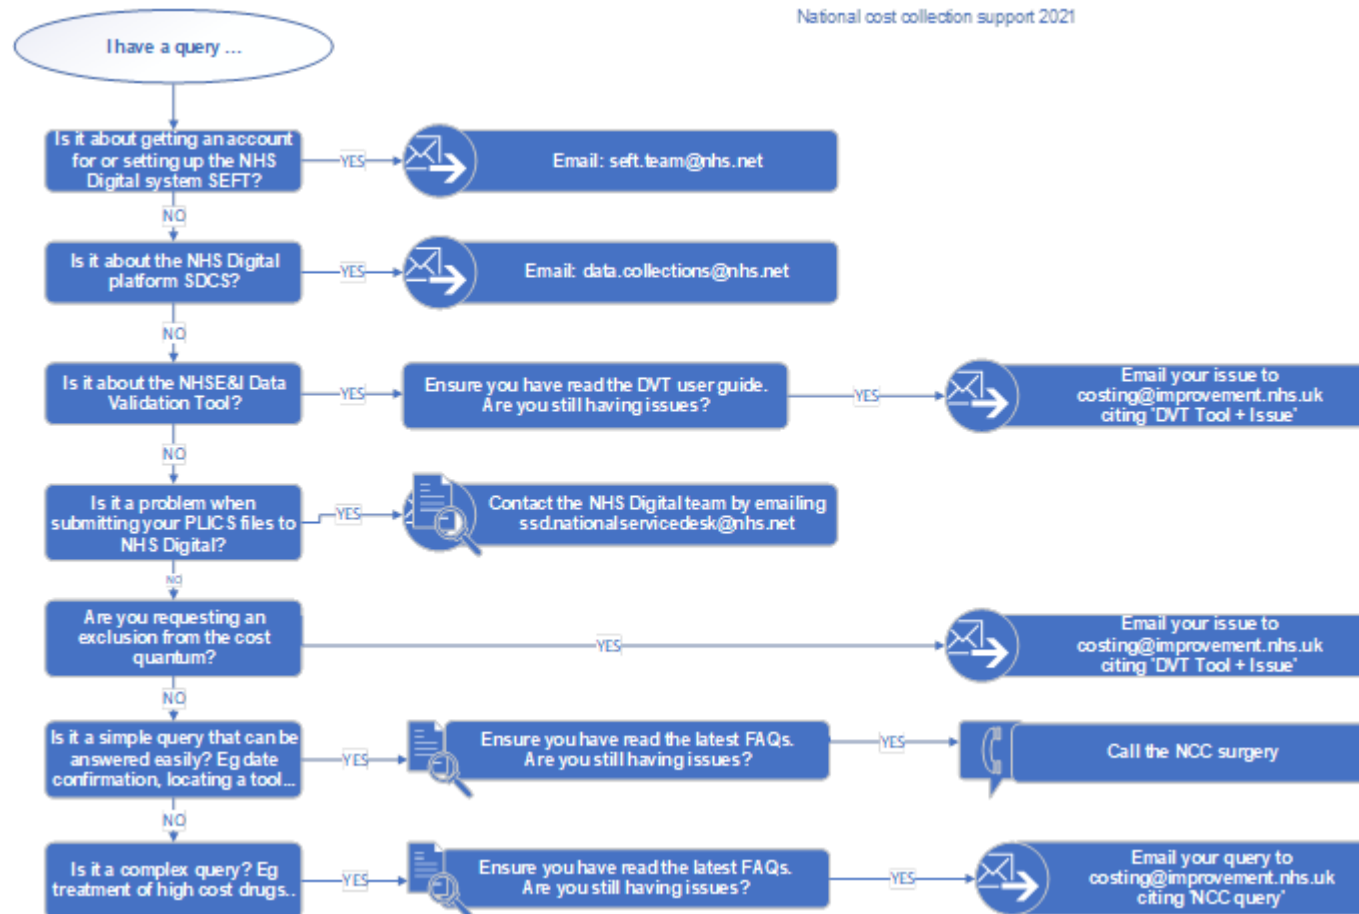 National cost collection support 2021
I have a query ...
Is it about getting an account
for or setting up the NHS
Digital system SEFT?
YES
Email: seft.team@nhs.net
NO
Is it about the NHS Digital
platform SDCS?
YES
Email: data.collections@nhs.net
NO
Is it about the NHSE&I Data
Validation Tool?
YES
Ensure you have read the DVT user guide.
Are you still having issues?
YES
Email your issue to
costing@improvement.nhs.uk
citing 'DVT Tool + Issue'
NO
Is it a problem when
submitting your PLICS files to
NHS Digital?
YES
Contact the NHS Digital team by emailing
ssd.nationalservicedesk@nhs.net
NO
Are you requesting an
exclusion from the cost
quantum?
YES
Email your issue to
costing@improvement.nhs.uk
citing 'DVT Tool + Issue'
NO
Is it a simple query that can be
answered easily? Eg date
confirmation, locating a tool...
YES
Ensure you have read the latest FAQs.
Are you still having issues?
YES
Call the NCC surgery
NO
Is it a complex query? Eg
treatment of high cost drugs..
YES
Ensure you have read the latest FAQs.
Are you still having issues?
YES
Email your query to
costing@improvement.nhs.uk
citing 'NCC query'